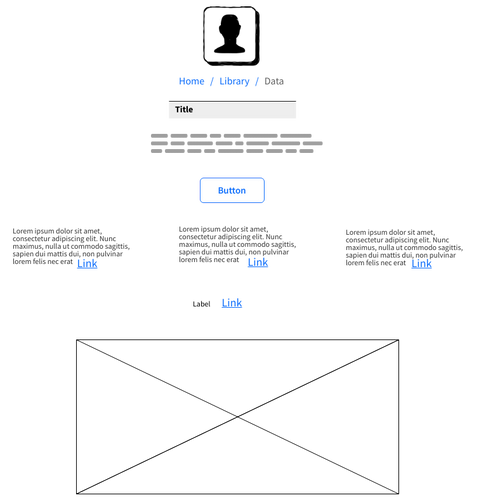 Home / Library / Data
Title
Button
Lorem ipsum dolor sit amet,
consectetur adipiscing elit. Nunc
maximus, nulla ut commodo sagittis,
sapien dui mattis dui, non pulvinar
lorem felis nec erat Link
Lorem ipsum dolor sit amet,
consectetur adipiscing elit. Nunc
maximus, nulla ut commodo sagittis,
sapien dui mattis dui, non pulvinar
lorem felis nec erat Link
Lorem ipsum dolor sit amet,
consectetur adipiscing elit. Nunc
maximus, nulla ut commodo sagittis,
sapien dui mattis dui, non pulvinar
lorem felis nec erat Link
Label Link